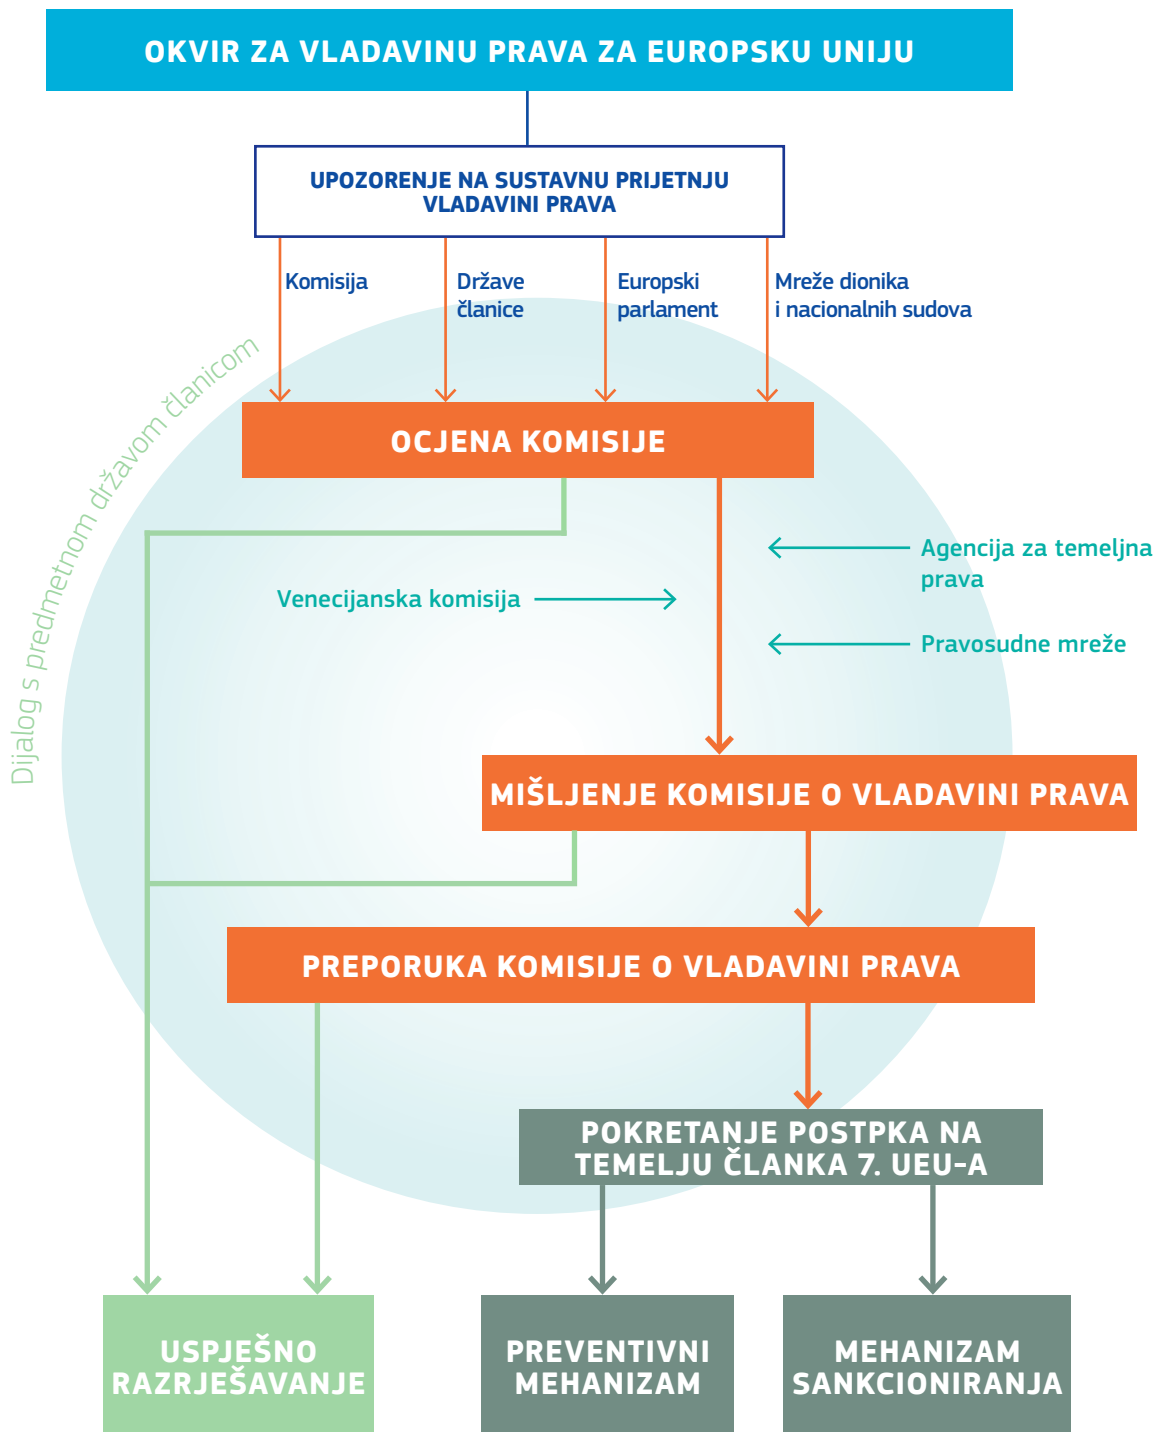 OKVIR ZA VLADAVINU PRAVA ZA EUROPSKU UNIJU
UPOZORENJE NA SUSTAVNU PRIJETNJU
VLADAVINI PRAVA
Komisija
Države
članice
Europski
parlament
Mreže dionika
i nacionalnih sudova
Dijalog s predmetnom državom članicom
OCJENA KOMISIJE
Agencija za temeljna
prava
Venecijanska komisija
Pravosudne mreže
MIŠLJENJE KOMISIJE O VLADAVINI PRAVA
PREPORUKA KOMISIJE O VLADAVINI PRAVA
POKRETANJE POSTPKA NA
TEMELJU ČLANKA 7. UEU-A
USPJEŠNO
RAZRJEŠAVANJE
PREVENTIVNI
MEHANIZAM
MEHANIZAM
SANKCIONIRANJA